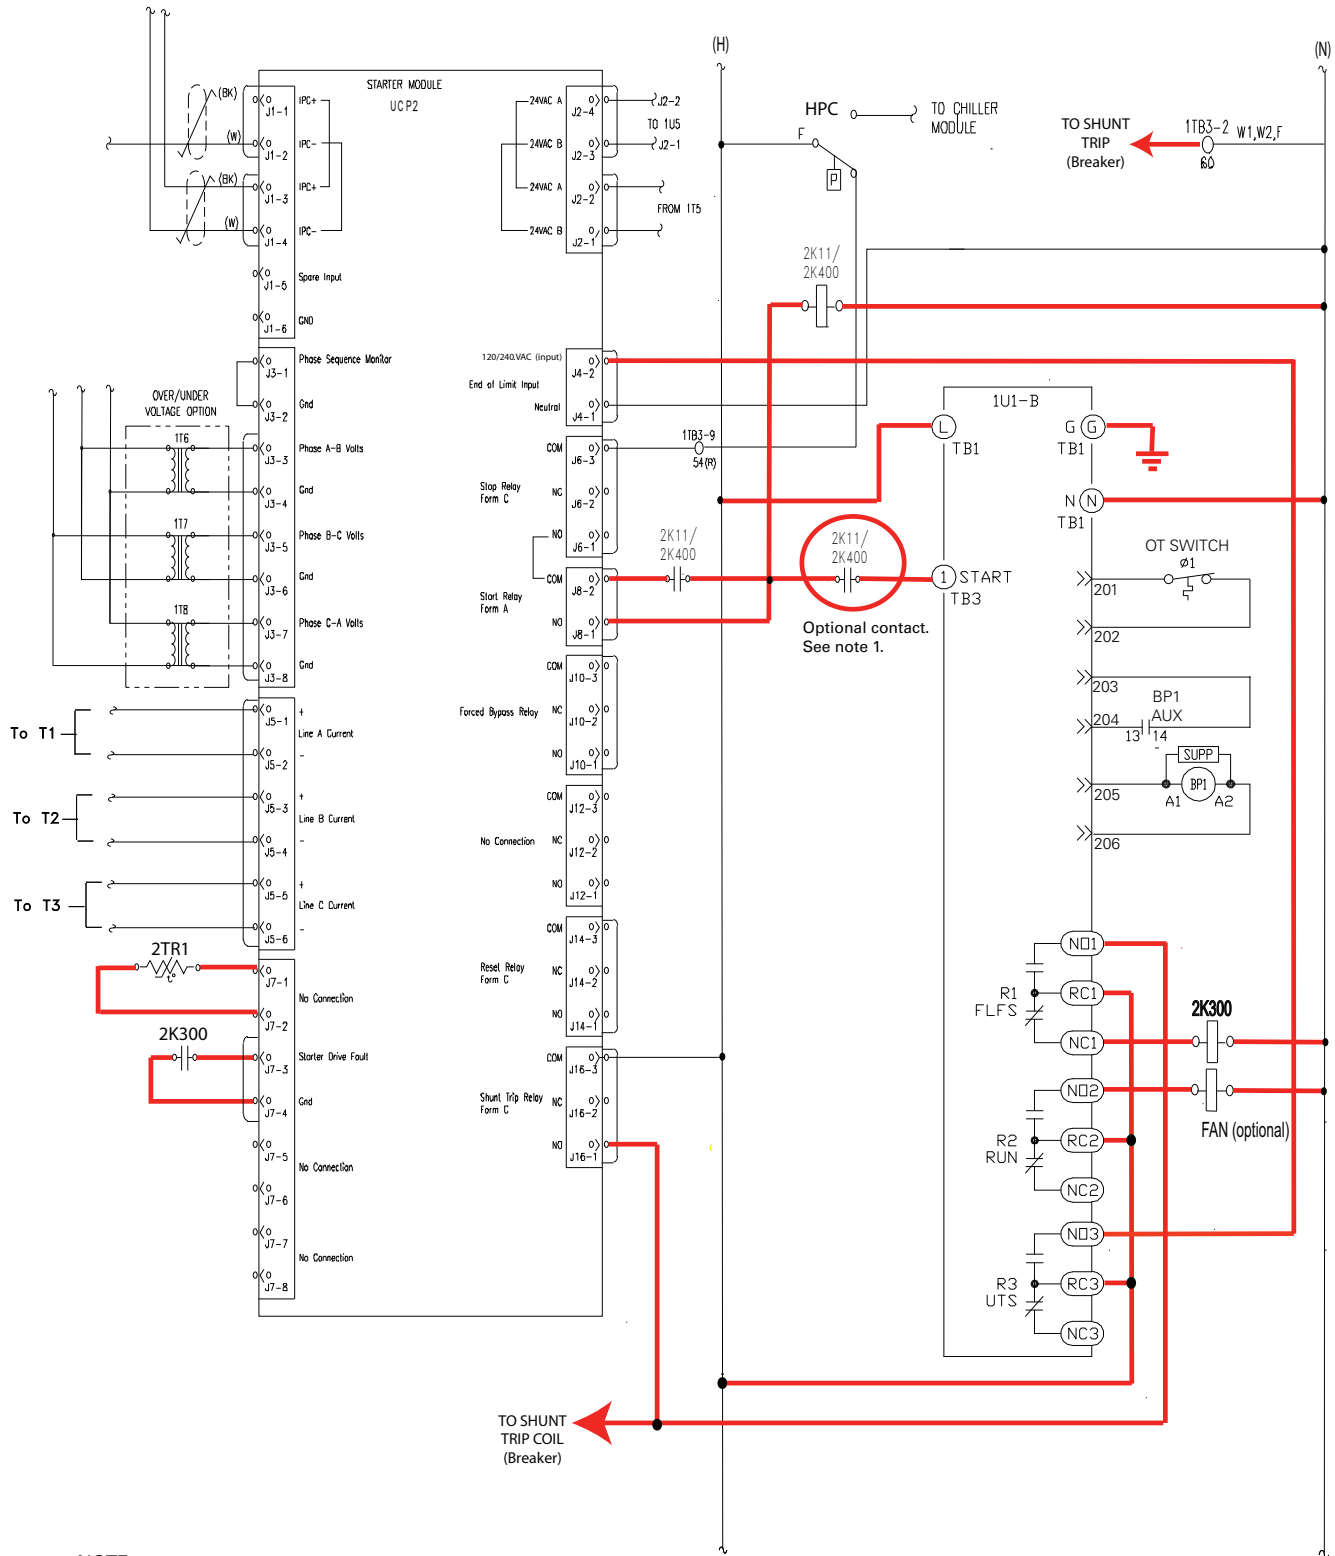 (H)
(N)
STARTER MODULE
UCP2
(BK)
J1-1
IPC+
(W)
J1-2
IPC-
(BK)
J1-3
IPC+
(W)
J1-4
IPC-
J1-5
Spare Input
J1-6
GND
24VAC A
J2-4
J2-2
TO 1U5
24VAC B
J2-3
J2-1
24VAC A
J2-2
FROM 1T5
24VAC B
J2-1
HPC
TO CHILLER
MODULE
F
P
TO SHUNT
TRIP
(Breaker)
1TB3-2
W1,W2,F
60
2K11/
2K400
J3-1
Phase Sequence Monitor
J3-2
Gnd
120/240.VAC (input)
J4-2
End of Limit Input
Neutral
J4-1
OVER/UNDER
VOLTAGE OPTION
1T6
J3-3
Phase A-B Volts
J3-4
Gnd
1T7
J3-5
Phase B-C Volts
J3-6
Gnd
1T8
J3-7
Phase C-A Volts
J3-8
Gnd
COM
J6-3
1TB3-9
54(R)
Stop Relay
Form C
NC
J6-2
NO
J6-1
COM
J8-2
Start Relay
Form A
NO
J8-1
2K11/
2K400
2K11/
2K400
Optional contact.
See note 1.
1U1-B
L
TB1
G
G
TB1
N
N
TB1
1
START
TB3
OT SWITCH
ø1
201
202
203
BP1
AUX
204
13
14
SUPP
205
BP1
A1
A2
206
COM
J10-3
Forced Bypass Relay
NC
J10-2
NO
J10-1
To T1
+
J5-1
Line A Current
-
J5-2
To T2
+
J5-3
Line B Current
-
J5-4
To T3
+
J5-5
Line C Current
-
J5-6
COM
J12-3
No Connection
NC
J12-2
NO
J12-1
COM
J14-3
Reset Relay
Form C
NC
J14-2
NO
J14-1
2TR1
t°
J7-1
No Connection
J7-2
2K300
J7-3
Starter Drive Fault
J7-4
Gnd
J7-5
No Connection
J7-6
J7-7
No Connection
J7-8
COM
J16-3
Shunt Trip Relay
Form C
NC
J16-2
NO
J16-1
NO1
R1
FLFS
RC1
NC1
2K300
NO2
R2
RUN
RC2
NC2
FAN (optional)
NO3
R3
UTS
RC3
NC3
TO SHUNT
TRIP COIL
(Breaker)